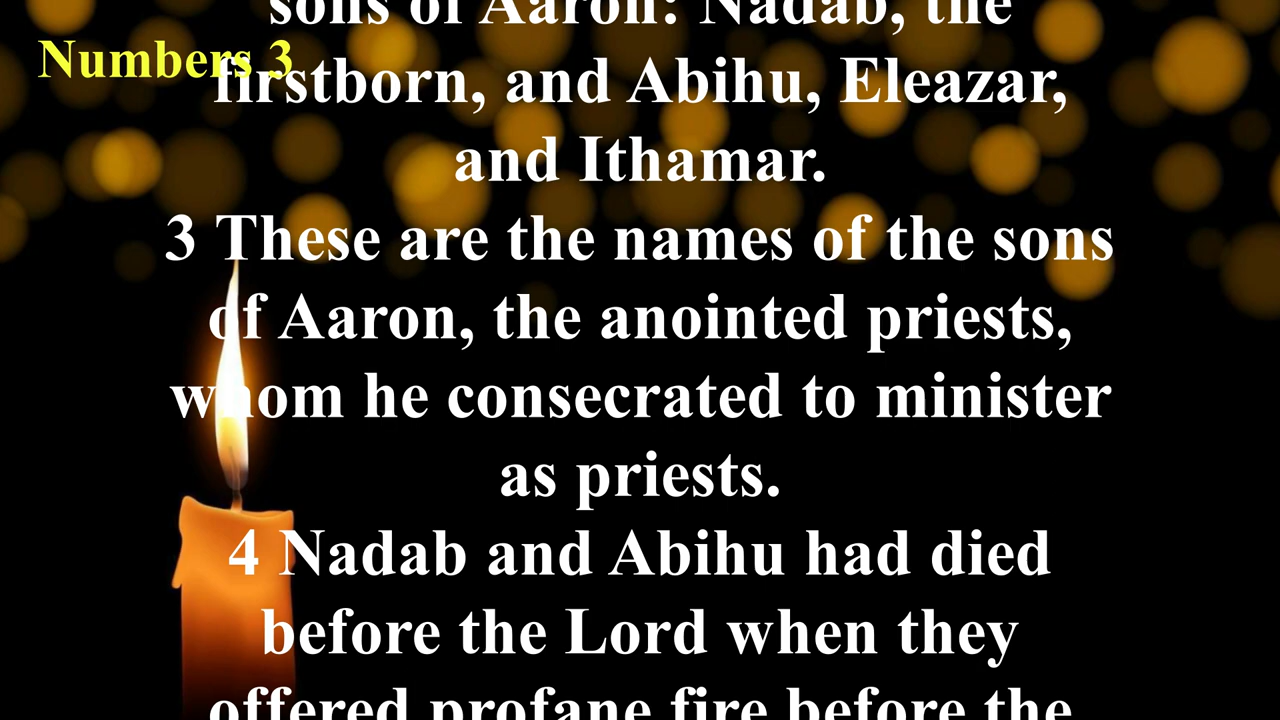 sons of Aaron: Nadab, the
Numbers 3
firstborn, and Abihu, Eleazar,
and Ithamar.
3 These are the names of the sons
of Aaron, the anointed priests,
whom he consecrated to minister
as priests.
4 Nadab and Abihu had died
before the Lord when they
offered profane fire before the